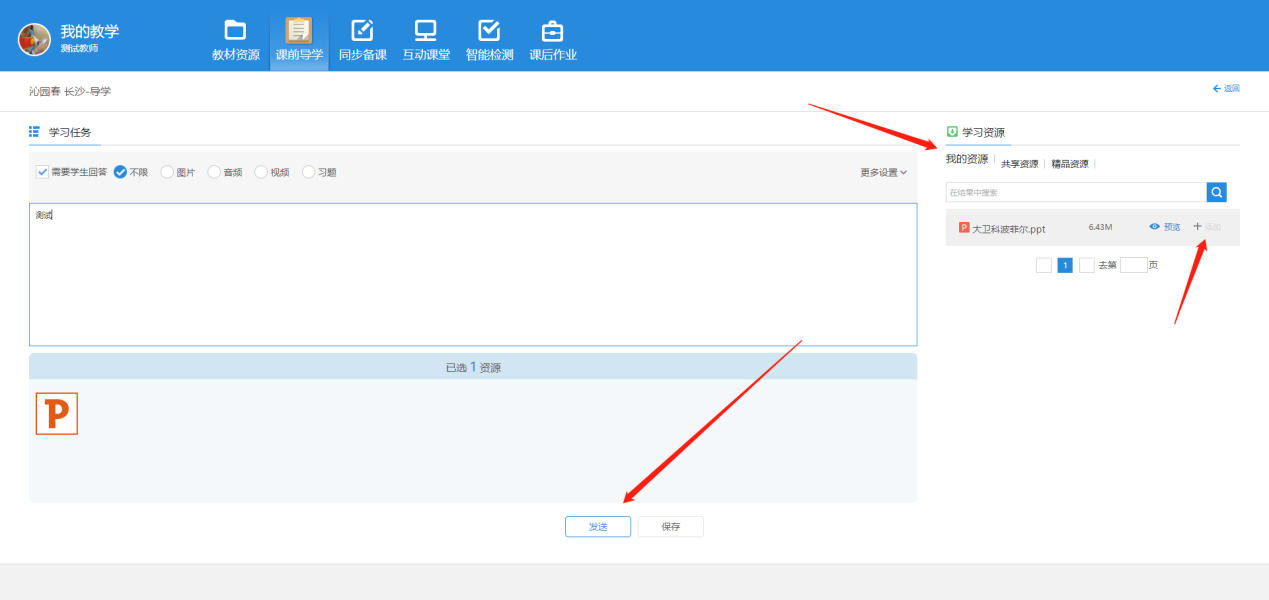 我的教学
测试教师
教材资源 课前导学 同步备课 互动课堂 智能检测 课后作业
沁园春 长沙-导学
返回
学习任务
需要学生回答 不限 图片 音频 视频 习题
更多设置
测试
已选 1 资源
P
发送 保存
学习资源
我的资源 共享资源 精品资源
在结果中搜索
P 大卫科波菲尔.ppt 6.43M 预览 添加
1 去第 页